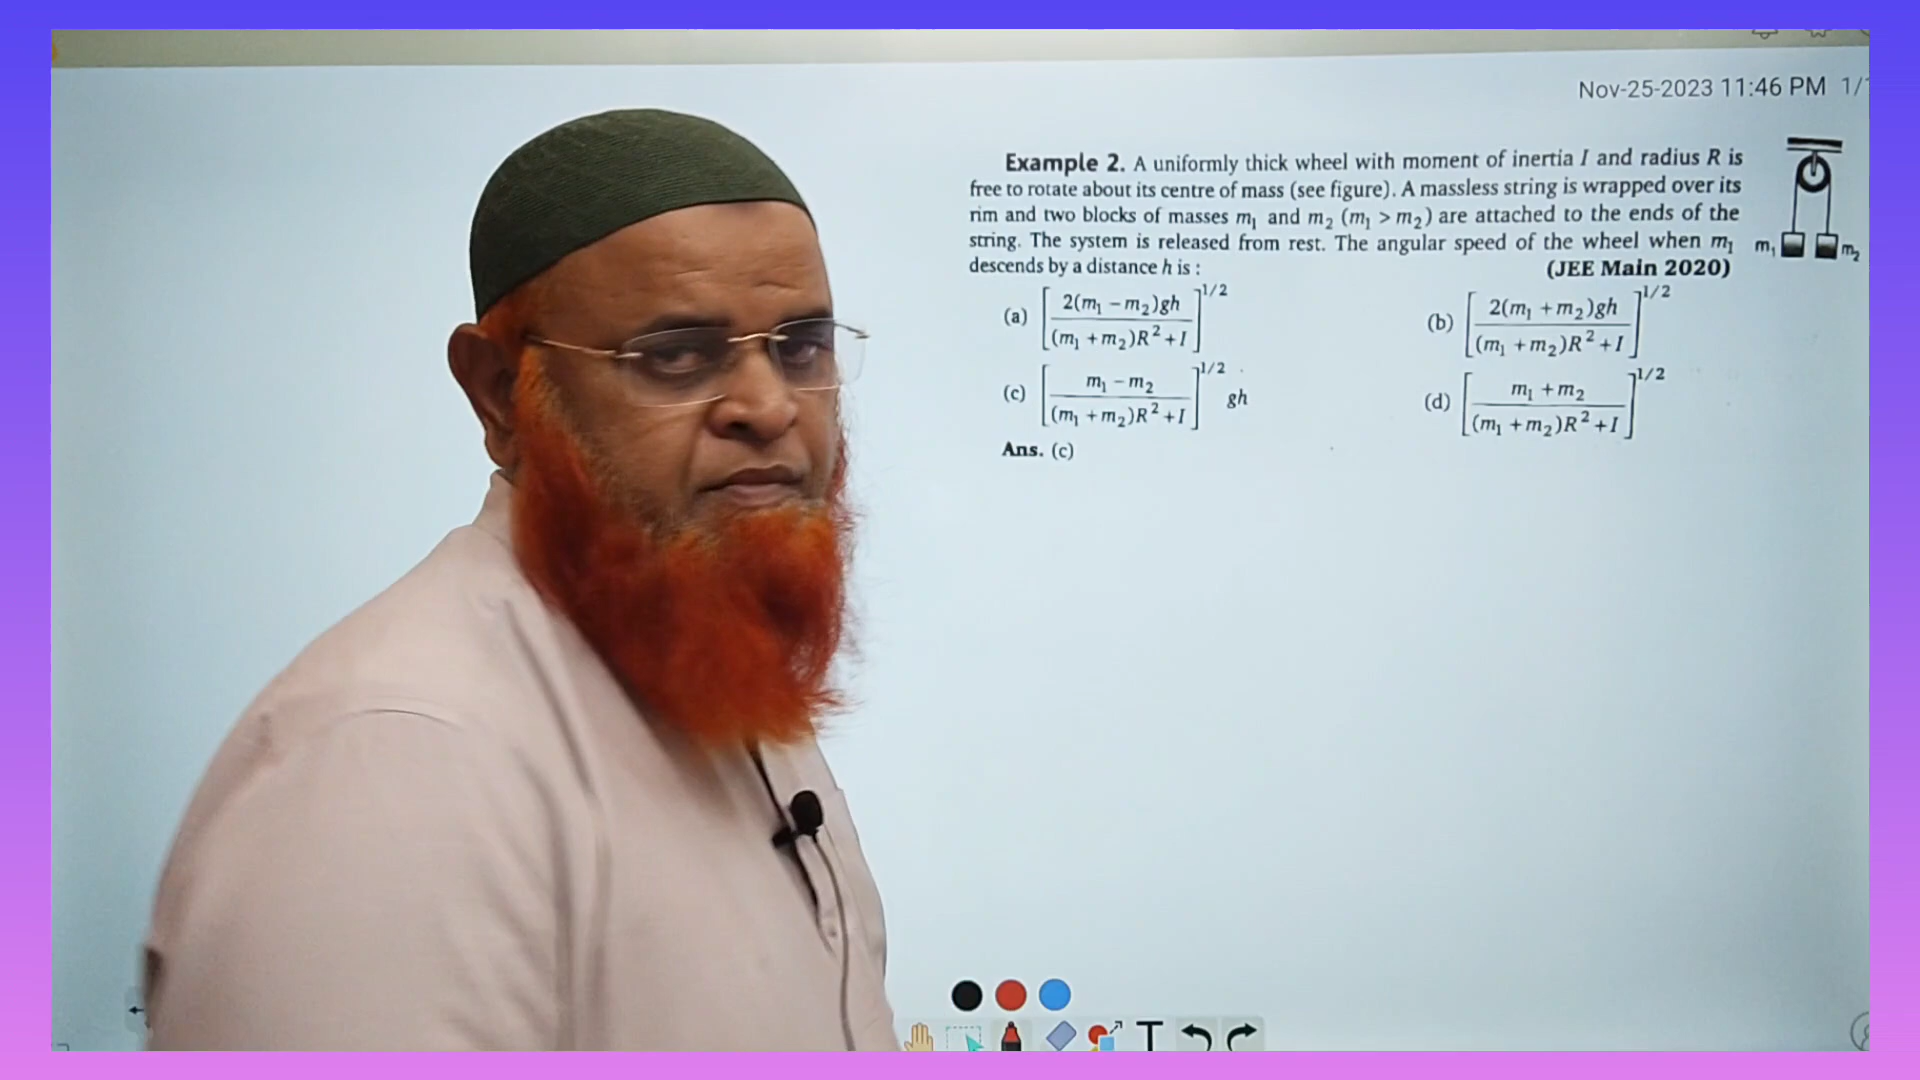 Nov-25-2023 11:46 PM 1/
Example 2. A uniformly thick wheel with moment of inertia I and radius R is
free to rotate about its centre of mass (see figure). A massless string is wrapped over its
rim and two blocks of masses m₁ and m₂ (m₁ > m₂) are attached to the ends of the
string. The system is released from rest. The angular speed of the wheel when m₁
descends by a distance h is :
(JEE Main 2020)
m₁ m₂
(a) [2(m₁ − m₂)gh / (m₁ + m₂)R² + I]^1/2
(b) [2(m₁ + m₂)gh / (m₁ + m₂)R² + I]^1/2
(c) [m₁ − m₂ / (m₁ + m₂)R² + I]^1/2 gh
(d) [m₁ + m₂ / (m₁ + m₂)R² + I]^1/2
Ans. (c)
T